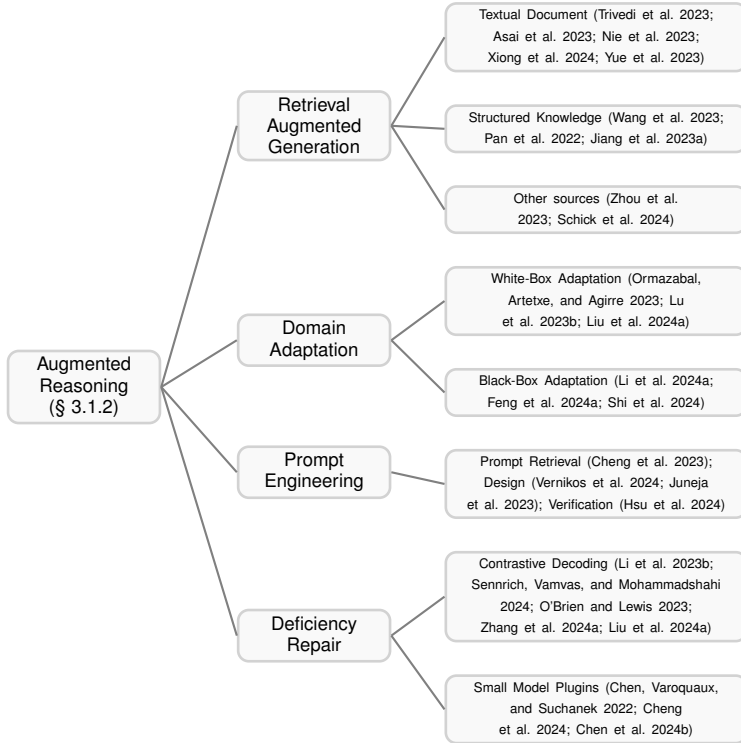 Augmented
Reasoning
(§ 3.1.2)
Retrieval
Augmented
Generation
Textual Document (Trivedi et al. 2023;
Asai et al. 2023; Nie et al. 2023;
Xiong et al. 2024; Yue et al. 2023)
Structured Knowledge (Wang et al. 2023;
Pan et al. 2022; Jiang et al. 2023a)
Other sources (Zhou et al.
2023; Schick et al. 2024)
Domain
Adaptation
White-Box Adaptation (Ormazabal,
Artetxe, and Agirre 2023; Lu
et al. 2023b; Liu et al. 2024a)
Black-Box Adaptation (Li et al. 2024a;
Feng et al. 2024a; Shi et al. 2024)
Prompt
Engineering
Prompt Retrieval (Cheng et al. 2023);
Design (Vernikos et al. 2024; Juneja
et al. 2023); Verification (Hsu et al. 2024)
Deficiency
Repair
Contrastive Decoding (Li et al. 2023b;
Sennrich, Vamvas, and Mohammadshahi
2024; O'Brien and Lewis 2023;
Zhang et al. 2024a; Liu et al. 2024a)
Small Model Plugins (Chen, Varoquaux,
and Suchanek 2022; Cheng
et al. 2024; Chen et al. 2024b)